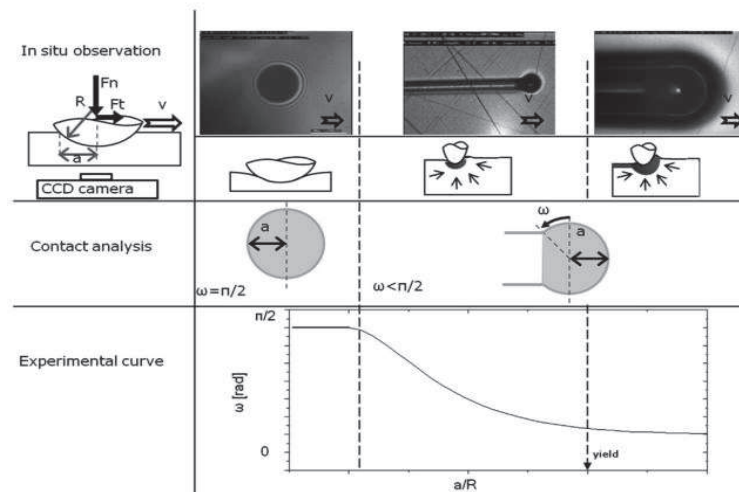 In situ observation
Fn
R
Ft
v
a
CCD camera
v
v
v
Contact analysis
a
ω=π/2
ω
a
ω<π/2
Experimental curve
π/2
ω [rad]
0
yield
a/R